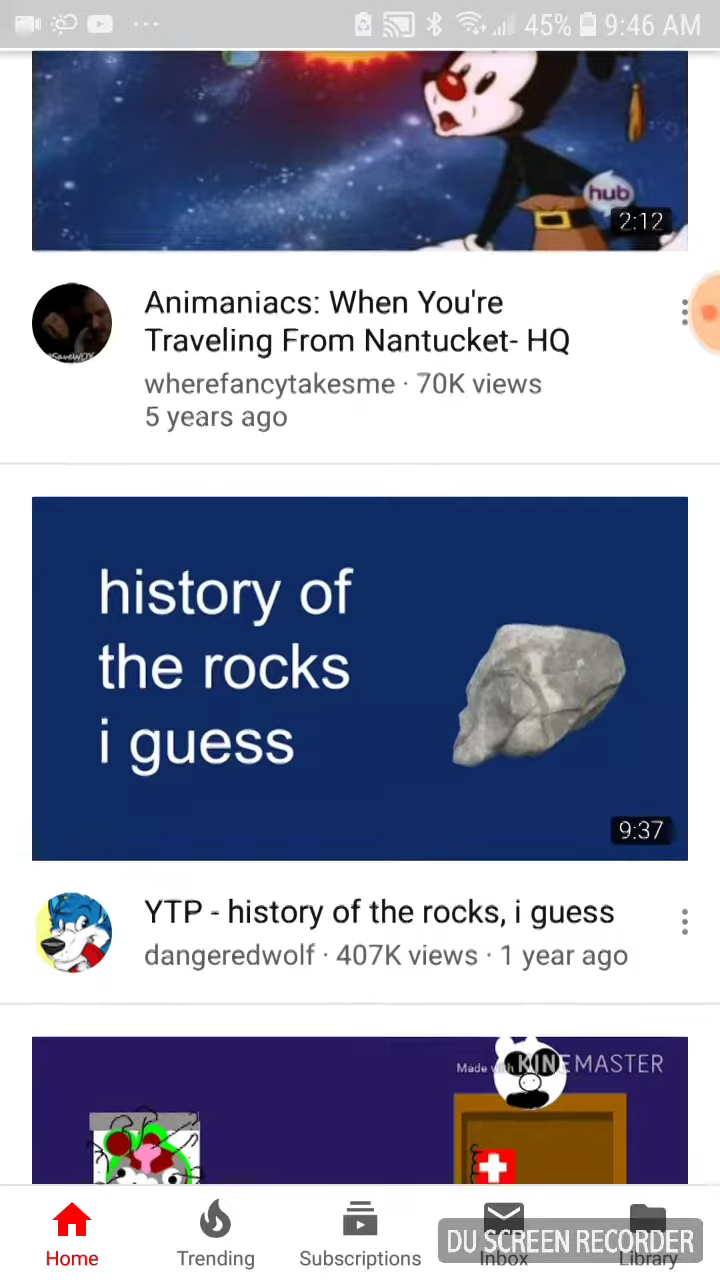 45% 9:46 AM
hub
2:12
Animaniacs: When You're
Traveling From Nantucket- HQ
wherefancytakesme · 70K views
5 years ago
history of
the rocks
i guess
9:37
YTP - history of the rocks, i guess
dangeredwolf · 407K views · 1 year ago
Made with KINEMASTER
Home
Trending
Subscriptions
Inbox
Library
DU SCREEN RECORDER